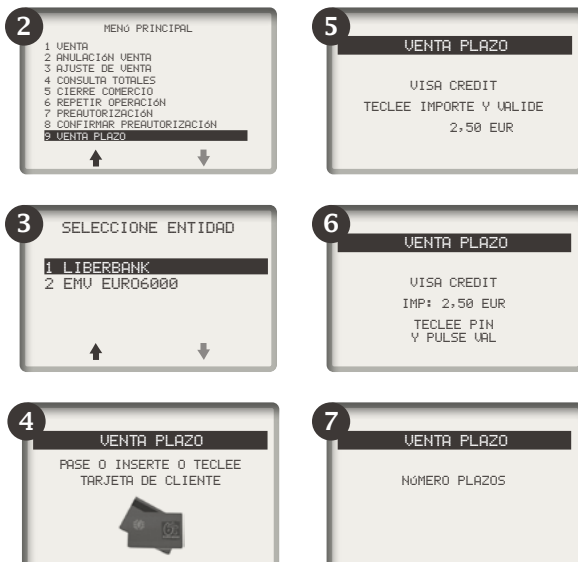 2
MENÚ PRINCIPAL
1 VENTA
2 ANULACIÓN VENTA
3 AJUSTE DE VENTA
4 CONSULTA TOTALES
5 CIERRE COMERCIO
6 REPETIR OPERACIÓN
7 PREAUTORIZACIÓN
8 CONFIRMAR PREAUTORIZACIÓN
9 VENTA PLAZO
3
SELECCIONE ENTIDAD
1 LIBERBANK
2 EMV EURO6000
4
VENTA PLAZO
PASE O INSERTE O TECLEE
TARJETA DE CLIENTE
5
VENTA PLAZO
VISA CREDIT
TECLEE IMPORTE Y VALIDE
2,50 EUR
6
VENTA PLAZO
VISA CREDIT
IMP: 2,50 EUR
TECLEE PIN
Y PULSE VAL
7
VENTA PLAZO
NÚMERO PLAZOS